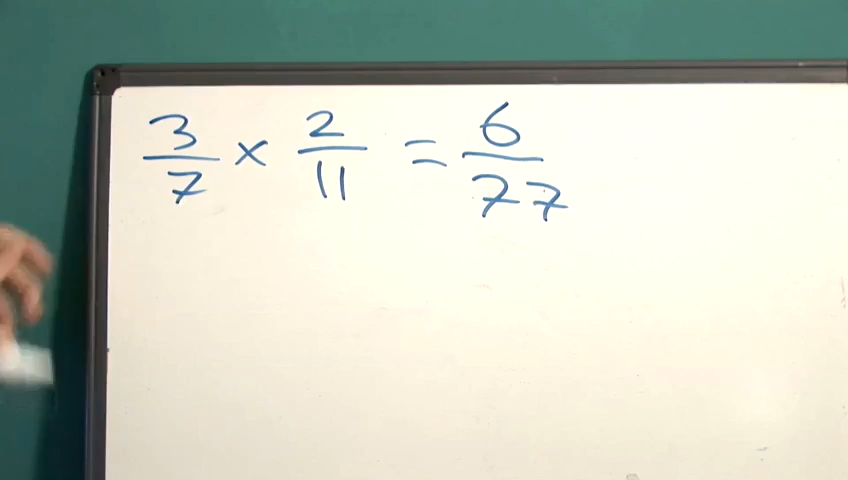 3/7 × 2/11 = 6/77